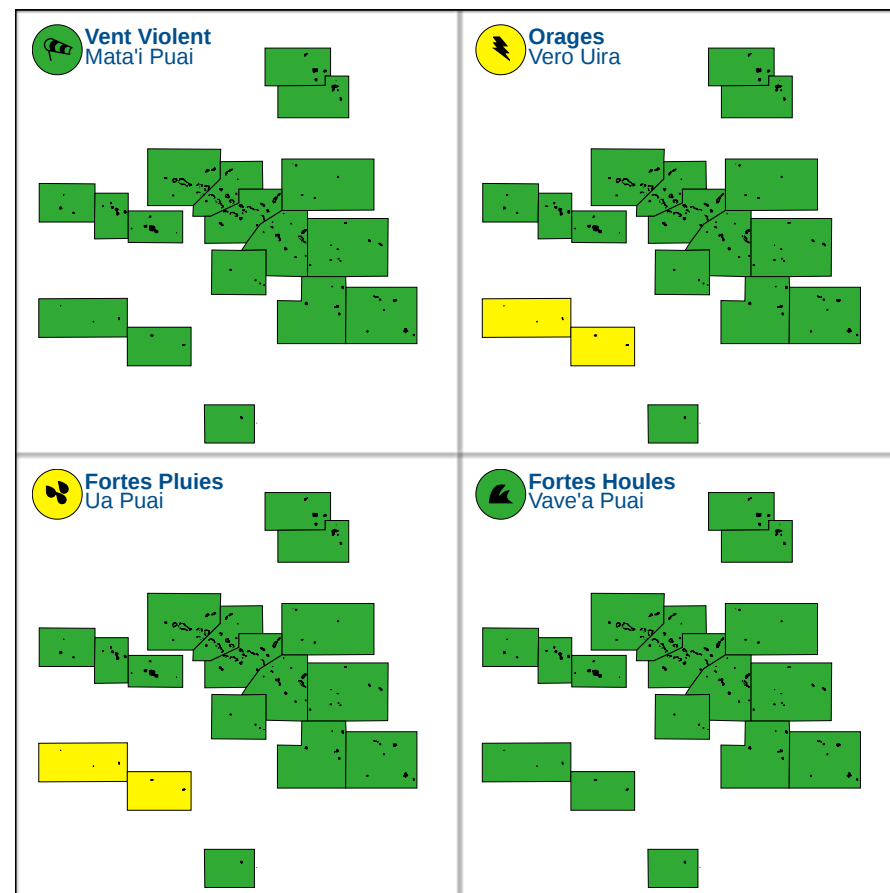 Vent Violent
Mata'i Puai
Orages
Vero Uira
Fortes Pluies
Ua Puai
Fortes Houles
Vave'a Puai